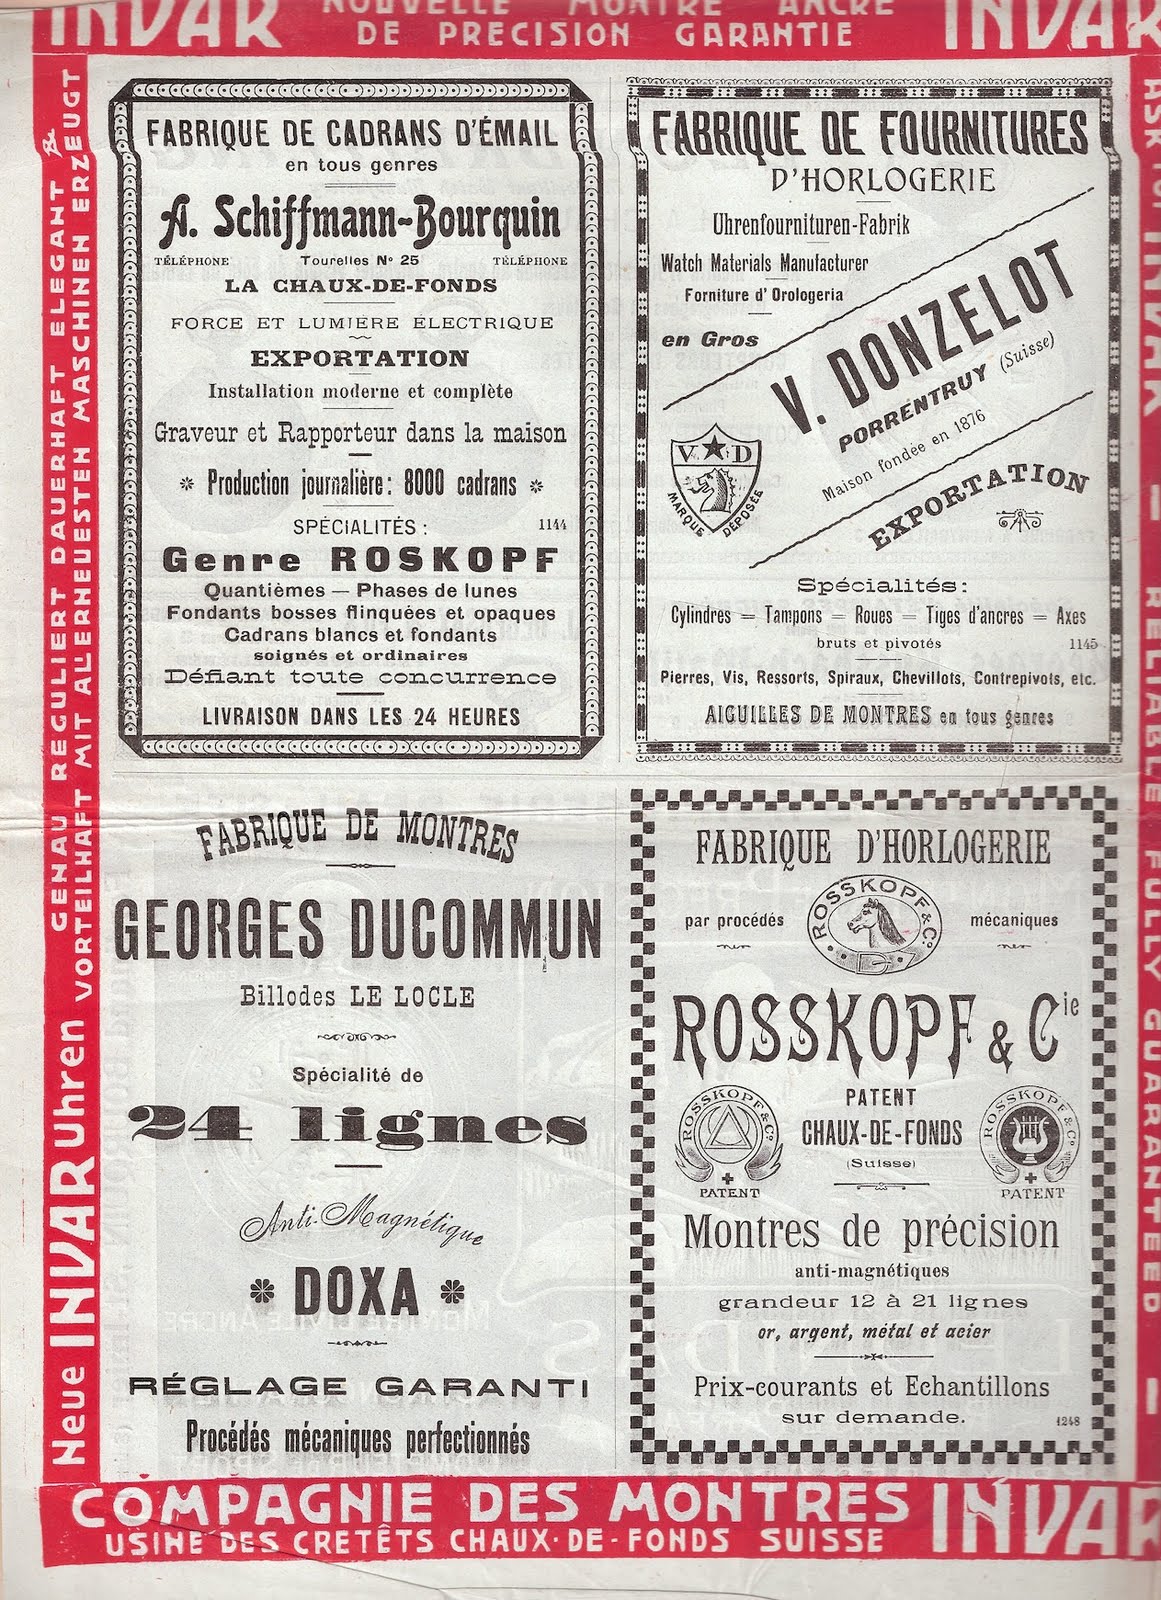 INVAR NOUVELLE MONTRE ANCRE INVAR
DE PRECISION GARANTIE
FABRIQUE DE CADRANS D'ÉMAIL
en tous genres
A. Schiffmann-Bourquin
TÉLÉPHONE Tourelles No 25 TÉLÉPHONE
LA CHAUX-DE-FONDS
FORCE ET LUMIÈRE ÉLECTRIQUE
EXPORTATION
Installation moderne et complète
Graveur et Rapporteur dans la maison
Production journalière: 8000 cadrans
SPÉCIALITÉS: 1144
Genre ROSKOPF
Quantièmes — Phases de lunes
Fondants bosses flinquées et opaques
Cadrans blancs et fondants
soignés et ordinaires
Défiant toute concurrence
LIVRAISON DANS LES 24 HEURES
FABRIQUE DE FOURNITURES
D'HORLOGERIE
Uhrenfournituren-Fabrik
Watch Materials Manufacturer
Forniture d'Orologeria
en Gros
V. DONZELOT
PORRENTRUY (Suisse)
Maison fondée en 1876
EXPORTATION
V D
MARQUE DÉPOSÉE
Spécialités:
Cylindres = Tampons = Roues = Tiges d'ancres = Axes
bruts et pivotés 1145
Pierres, Vis, Ressorts, Spiraux, Chevillots, Contrepivots, etc.
AIGUILLES DE MONTRES en tous genres
FABRIQUE DE MONTRES
GEORGES DUCOMMUN
Billodes LE LOCLE
Spécialité de
24 lignes
Anti-Magnétique
DOXA
RÉGLAGE GARANTI
Procédés mécaniques perfectionnés
FABRIQUE D'HORLOGERIE
par procédés ROSSKOPF & Co mécaniques
D
ROSSKOPF & Cie
PATENT
CHAUX-DE-FONDS
(Suisse)
ROSSKOPF & Co
PATENT
ROSSKOPF & Co
PATENT
Montres de précision
anti-magnétiques
grandeur 12 à 21 lignes
or, argent, métal et acier
Prix-courants et Echantillons
sur demande. 1248
Neue INVAR Uhren
GENAU REGULIERT DAUERHAFT ELEGANT
VORTEILHAFT MIT ALLERNEUESTEN MASCHINEN ERZEUGT
ASK FOR INVAR — RELIABLE FULLY GUARANTEED —
COMPAGNIE DES MONTRES INVAR
USINE DES CRETÊTS CHAUX-DE-FONDS SUISSE